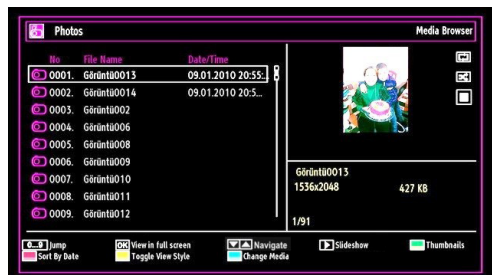 Photos
Media Browser
No File Name Date/Time
0001. Görüntü0013 09.01.2010 20:55:..
0002. Görüntü0014 09.01.2010 20:5...
0003. Görüntü002
0004. Görüntü006
0005. Görüntü008
0006. Görüntü009
0007. Görüntü010
0008. Görüntü011
0009. Görüntü012
Görüntü0013
1536x2048 427 KB
1/91
0...9 Jump OK View in full screen Navigate Slideshow Thumbnails
Sort By Date Toggle View Style Change Media